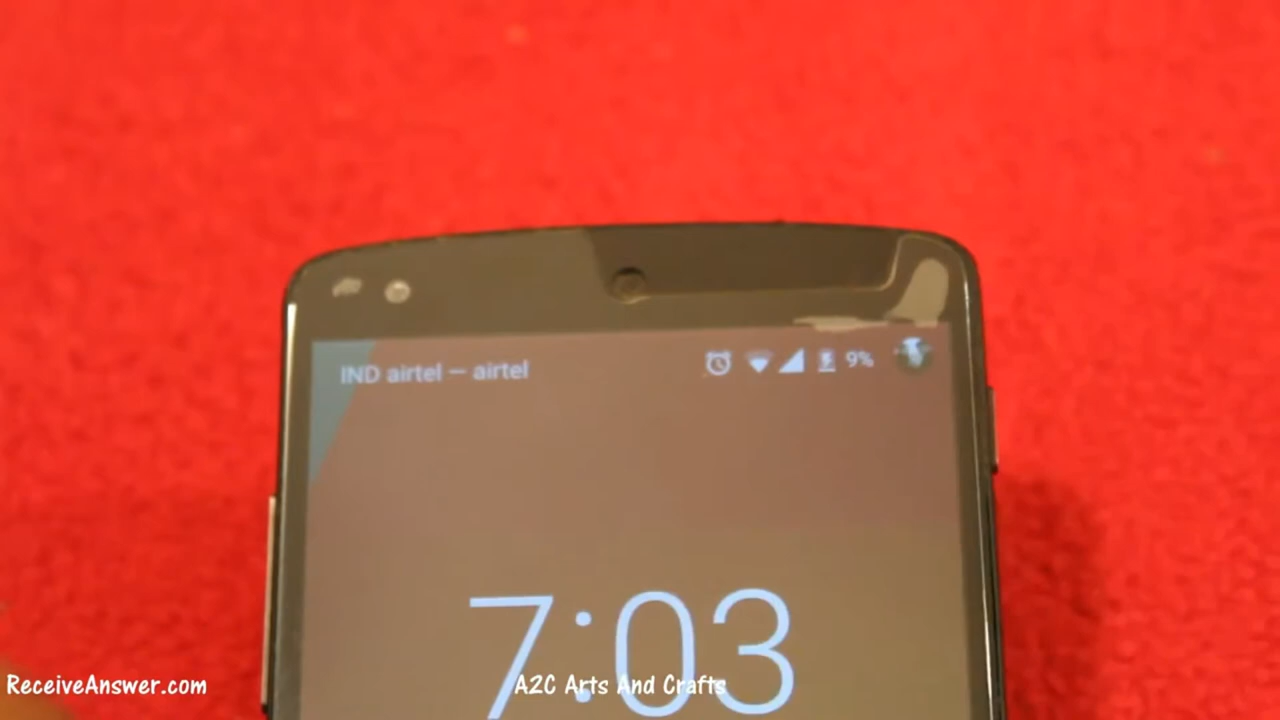 IND airtel — airtel
9%
7:03
ReceiveAnswer.com
A2C Arts And Crafts